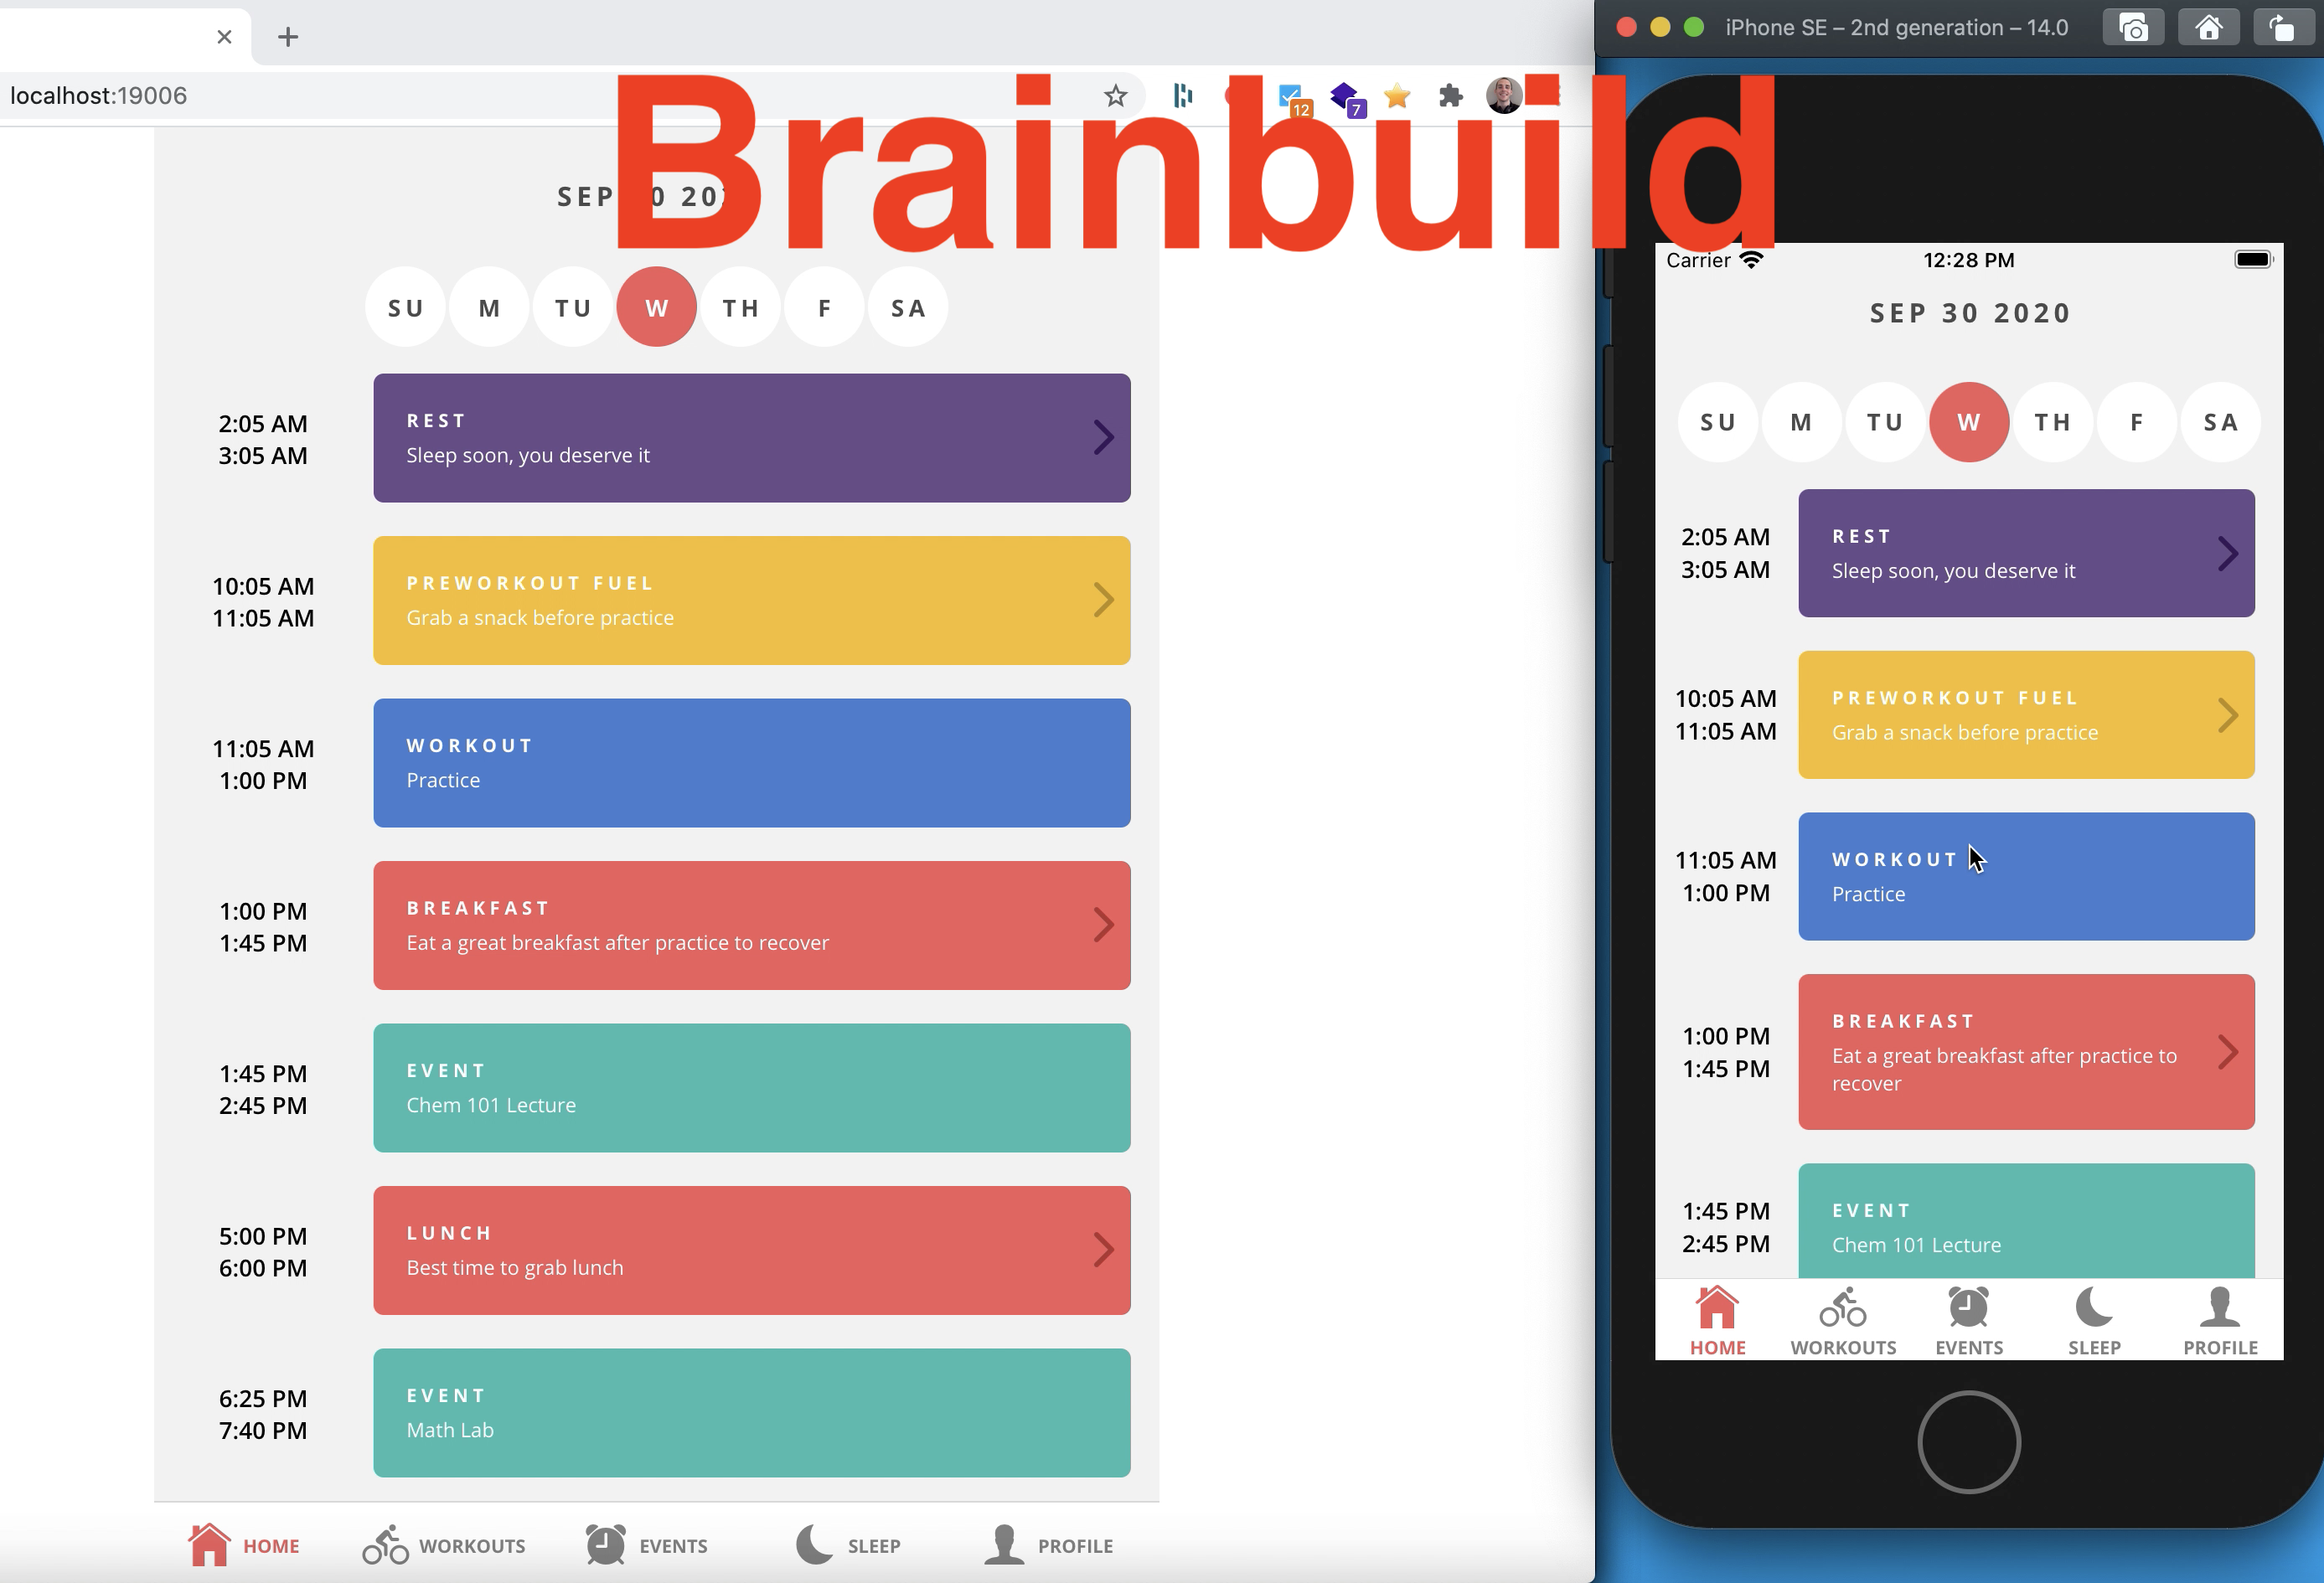 iPhone SE – 2nd generation – 14.0
localhost:19006
12
7
Brainbuild
SU M TU W TH F SA
2:05 AM
3:05 AM
REST
Sleep soon, you deserve it
10:05 AM
11:05 AM
PREWORKOUT FUEL
Grab a snack before practice
11:05 AM
1:00 PM
WORKOUT
Practice
1:00 PM
1:45 PM
BREAKFAST
Eat a great breakfast after practice to recover
1:45 PM
2:45 PM
EVENT
Chem 101 Lecture
5:00 PM
6:00 PM
LUNCH
Best time to grab lunch
6:25 PM
7:40 PM
EVENT
Math Lab
HOME WORKOUTS EVENTS SLEEP PROFILE
Carrier 12:28 PM
SEP 30 2020
SU M TU W TH F SA
2:05 AM
3:05 AM
REST
Sleep soon, you deserve it
10:05 AM
11:05 AM
PREWORKOUT FUEL
Grab a snack before practice
11:05 AM
1:00 PM
WORKOUT
Practice
1:00 PM
1:45 PM
BREAKFAST
Eat a great breakfast after practice to
recover
1:45 PM
2:45 PM
EVENT
Chem 101 Lecture
HOME WORKOUTS EVENTS SLEEP PROFILE